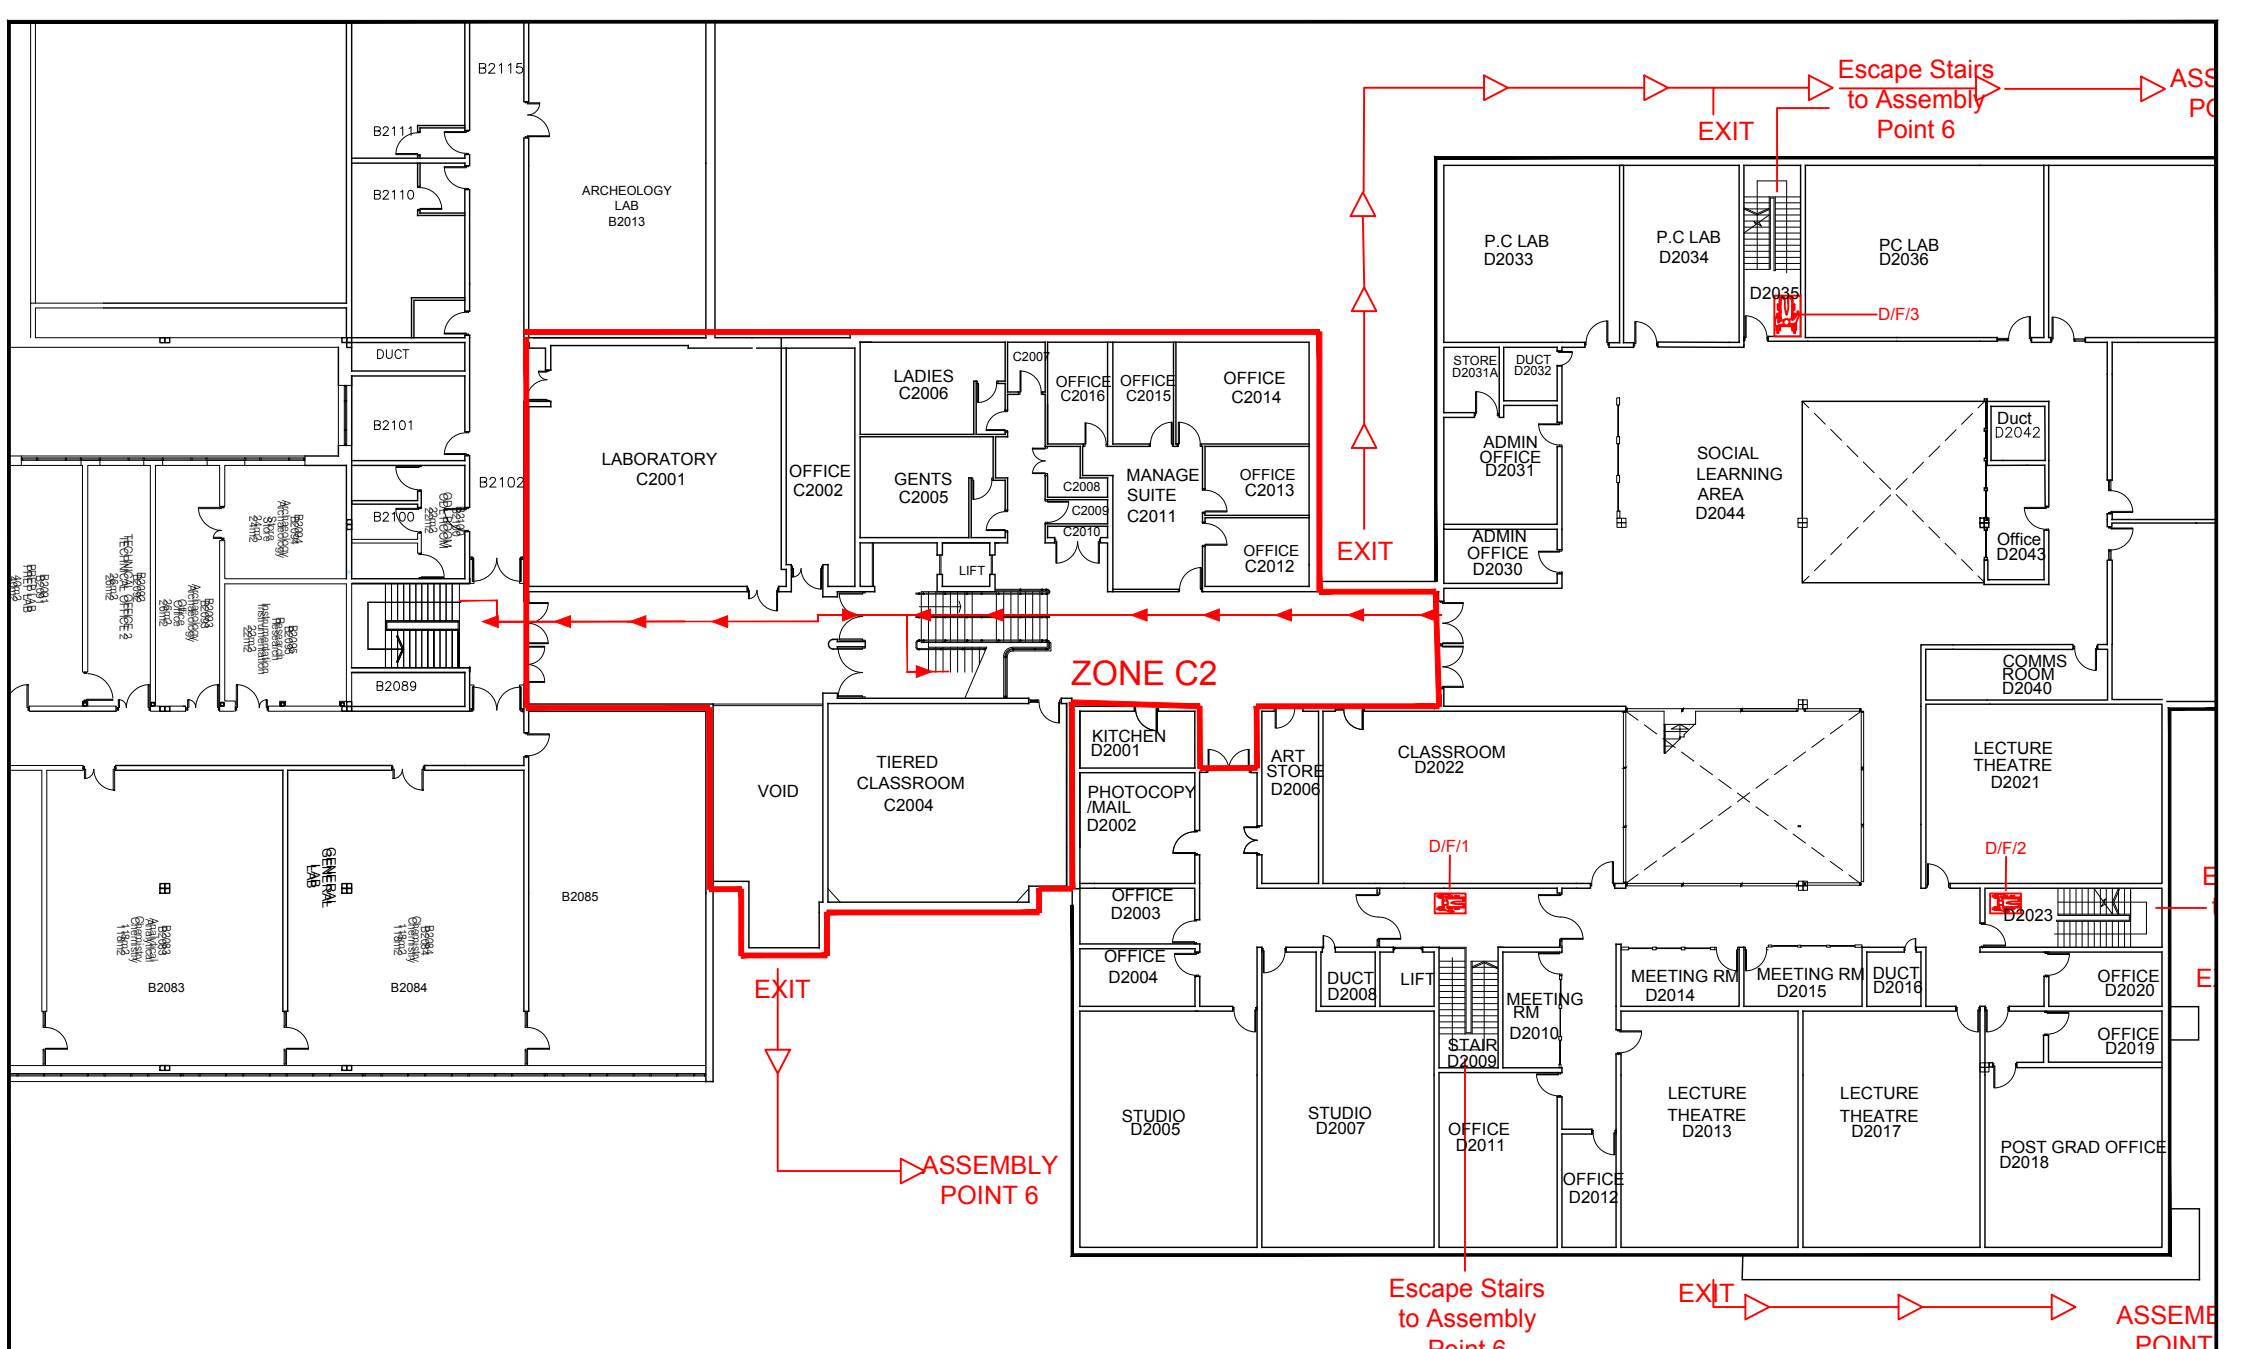 B2115
Escape Stairs
to Assembly
Point 6
EXIT
B2111
B2110
ARCHEOLOGY
LAB
B2013
P.C LAB
D2033
P.C LAB
D2034
PC LAB
D2036
D2035
D/F/3
DUCT
B2101
B2102
B2100
LABORATORY
C2001
OFFICE
C2002
LADIES
C2006
GENTS
C2005
LIFT
C2007
OFFICE
C2016
OFFICE
C2015
OFFICE
C2014
C2008
C2009
C2010
MANAGE
SUITE
C2011
OFFICE
C2013
OFFICE
C2012
EXIT
STORE
D2031A
DUCT
D2032
ADMIN
OFFICE
D2031
ADMIN
OFFICE
D2030
SOCIAL
LEARNING
AREA
D2044
Duct
D2042
Office
D2043
COMMS
ROOM
D2040
B2089
ZONE C2
KITCHEN
D2001
PHOTOCOPY
/MAIL
D2002
ART
STORE
D2006
CLASSROOM
D2022
LECTURE
THEATRE
D2021
TIERED
CLASSROOM
C2004
VOID
D/F/1
D/F/2
D2023
GENERAL
LAB
B2083
B2084
B2085
OFFICE
D2003
OFFICE
D2004
DUCT
D2008
LIFT
STAIR
D2009
MEETING
RM
D2010
MEETING RM
D2014
MEETING RM
D2015
DUCT
D2016
OFFICE
D2020
OFFICE
D2019
EXIT
ASSEMBLY
POINT 6
STUDIO
D2005
STUDIO
D2007
OFFICE
D2011
OFFICE
D2012
LECTURE
THEATRE
D2013
LECTURE
THEATRE
D2017
POST GRAD OFFICE
D2018
Escape Stairs
to Assembly
Point 6
EXIT
POINT